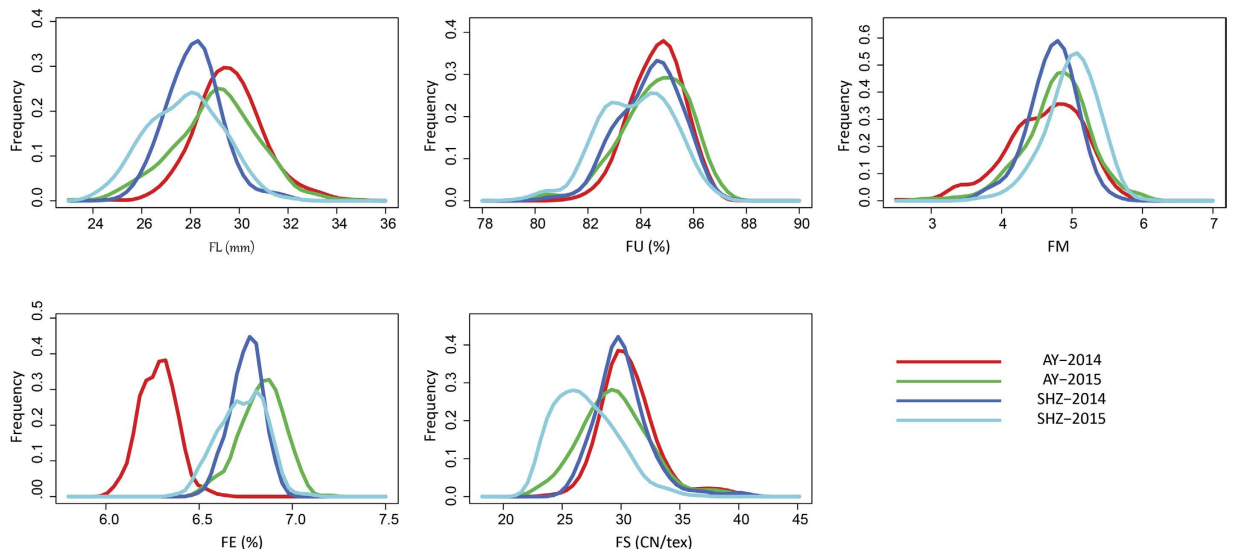 Frequency
0.0 0.1 0.2 0.3 0.4
24 26 28 30 32 34 36
FL (mm)
Frequency
0.0 0.1 0.2 0.3 0.4
78 80 82 84 86 88 90
FU (%)
Frequency
0.0 0.1 0.2 0.3 0.4 0.5 0.6
3 4 5 6 7
FM
Frequency
.00 0.1 0.2 0.3 0.4 0.5
6.0 6.5 7.0 7.5
FE (%)
Frequency
0.0 0.1 0.2 0.3 0.4
20 25 30 35 40 45
FS (CN/tex)
AY-2014
AY-2015
SHZ-2014
SHZ-2015